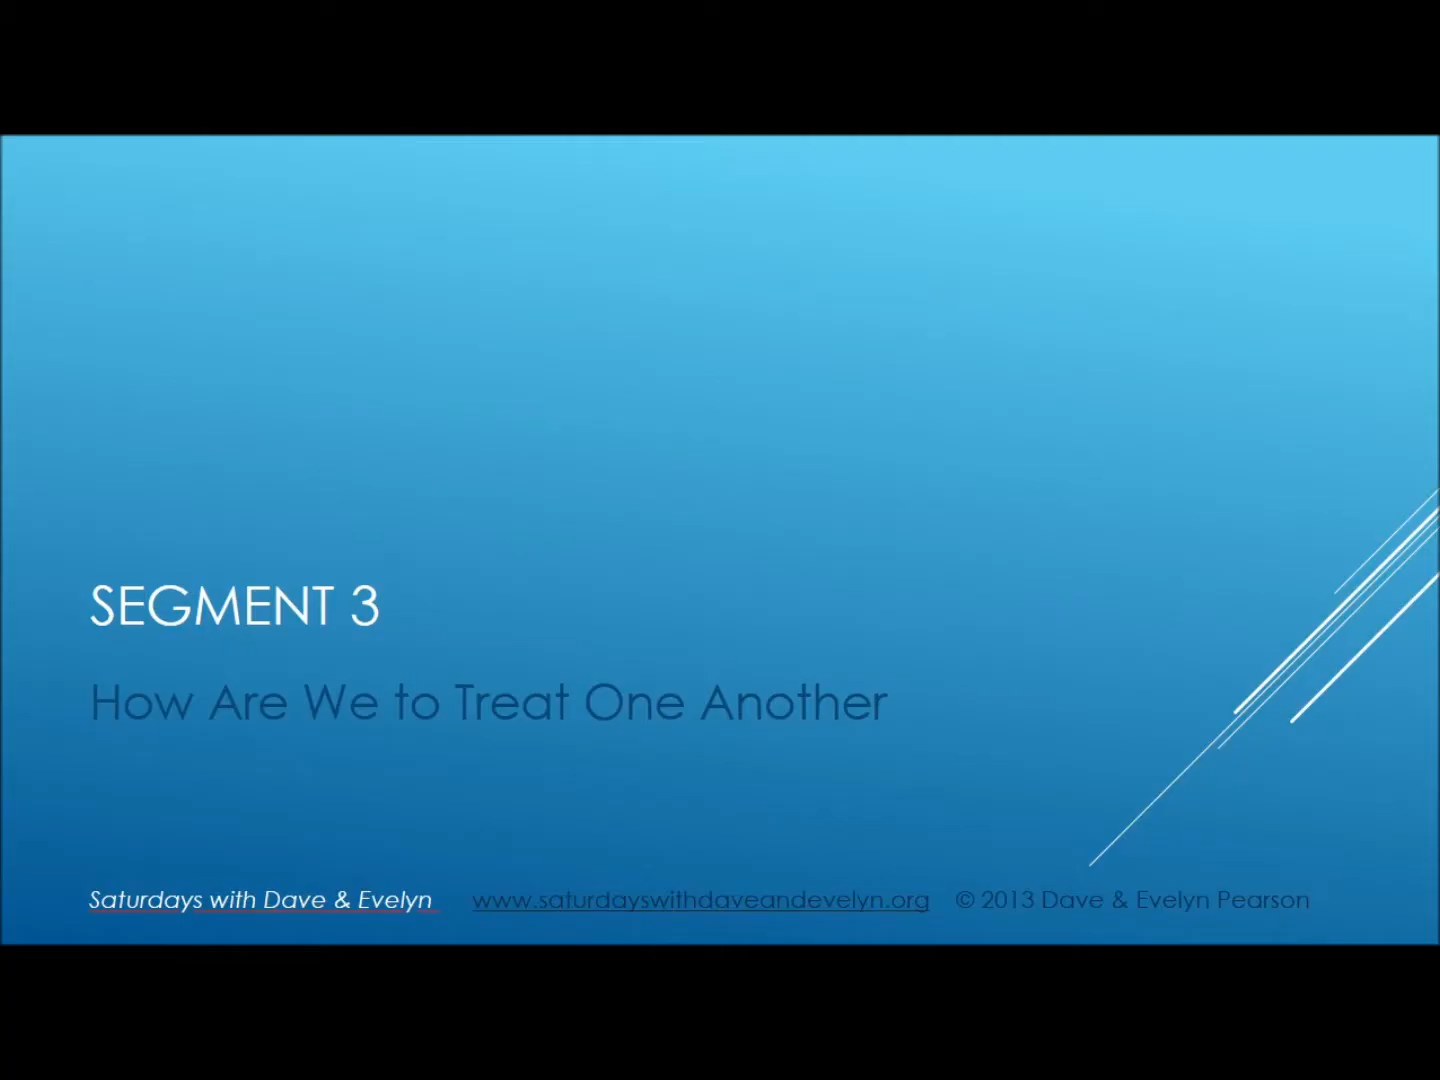 SEGMENT 3
How Are We to Treat One Another
Saturdays with Dave & Evelyn www.saturdayswithdaveandevelyn.org © 2013 Dave & Evelyn Pearson